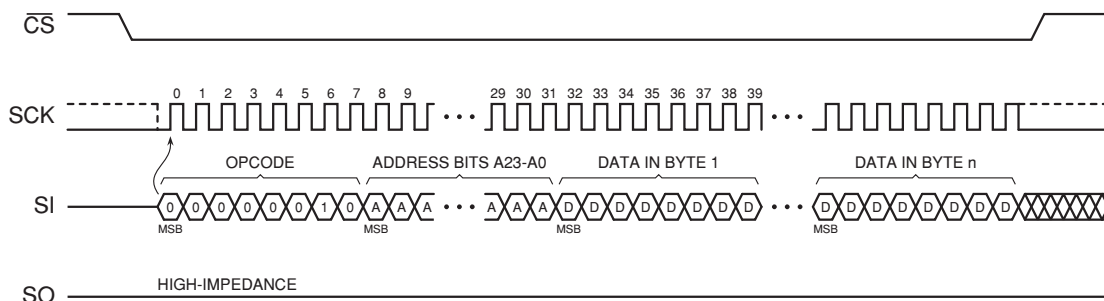 CS
0 1 2 3 4 5 6 7 8 9 29 30 31 32 33 34 35 36 37 38 39
SCK
OPCODE ADDRESS BITS A23-A0 DATA IN BYTE 1 DATA IN BYTE n
SI 0 0 0 0 0 0 1 0 A A A A A A D D D D D D D D D D D D D D D D
MSB MSB MSB MSB
HIGH-IMPEDANCE
SO